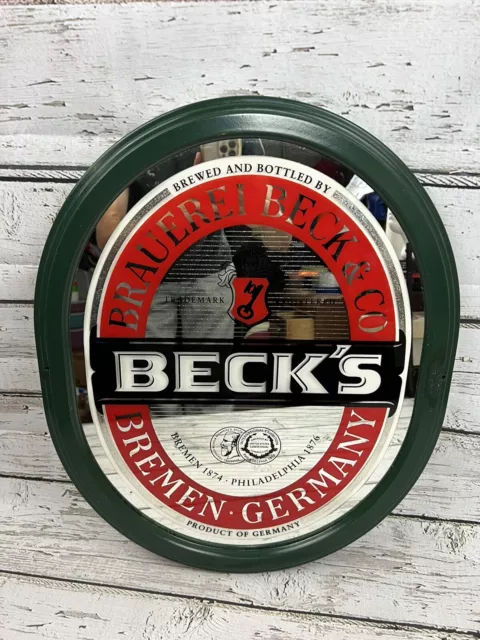 BREWED AND BOTTLED BY
BRAUEREI BECK & CO
TRADEMARK
BECK'S
BREMEN 1874 · PHILADELPHIA 1876
BREMEN · GERMANY
PRODUCT OF GERMANY